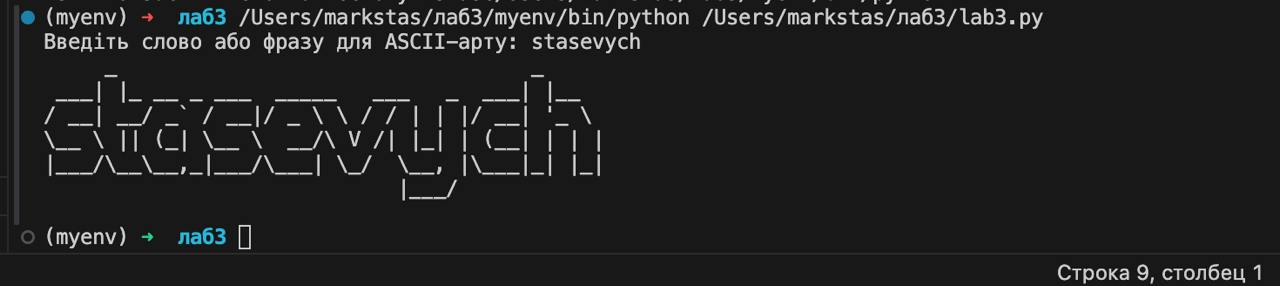 (myenv) ➜ лаб3 /Users/markstas/лаб3/myenv/bin/python /Users/markstas/лаб3/lab3.py
Введіть слово або фразу для ASCII-арту: stasevych
stasevych
(myenv) ➜ лаб3
Строка 9, столбец 1